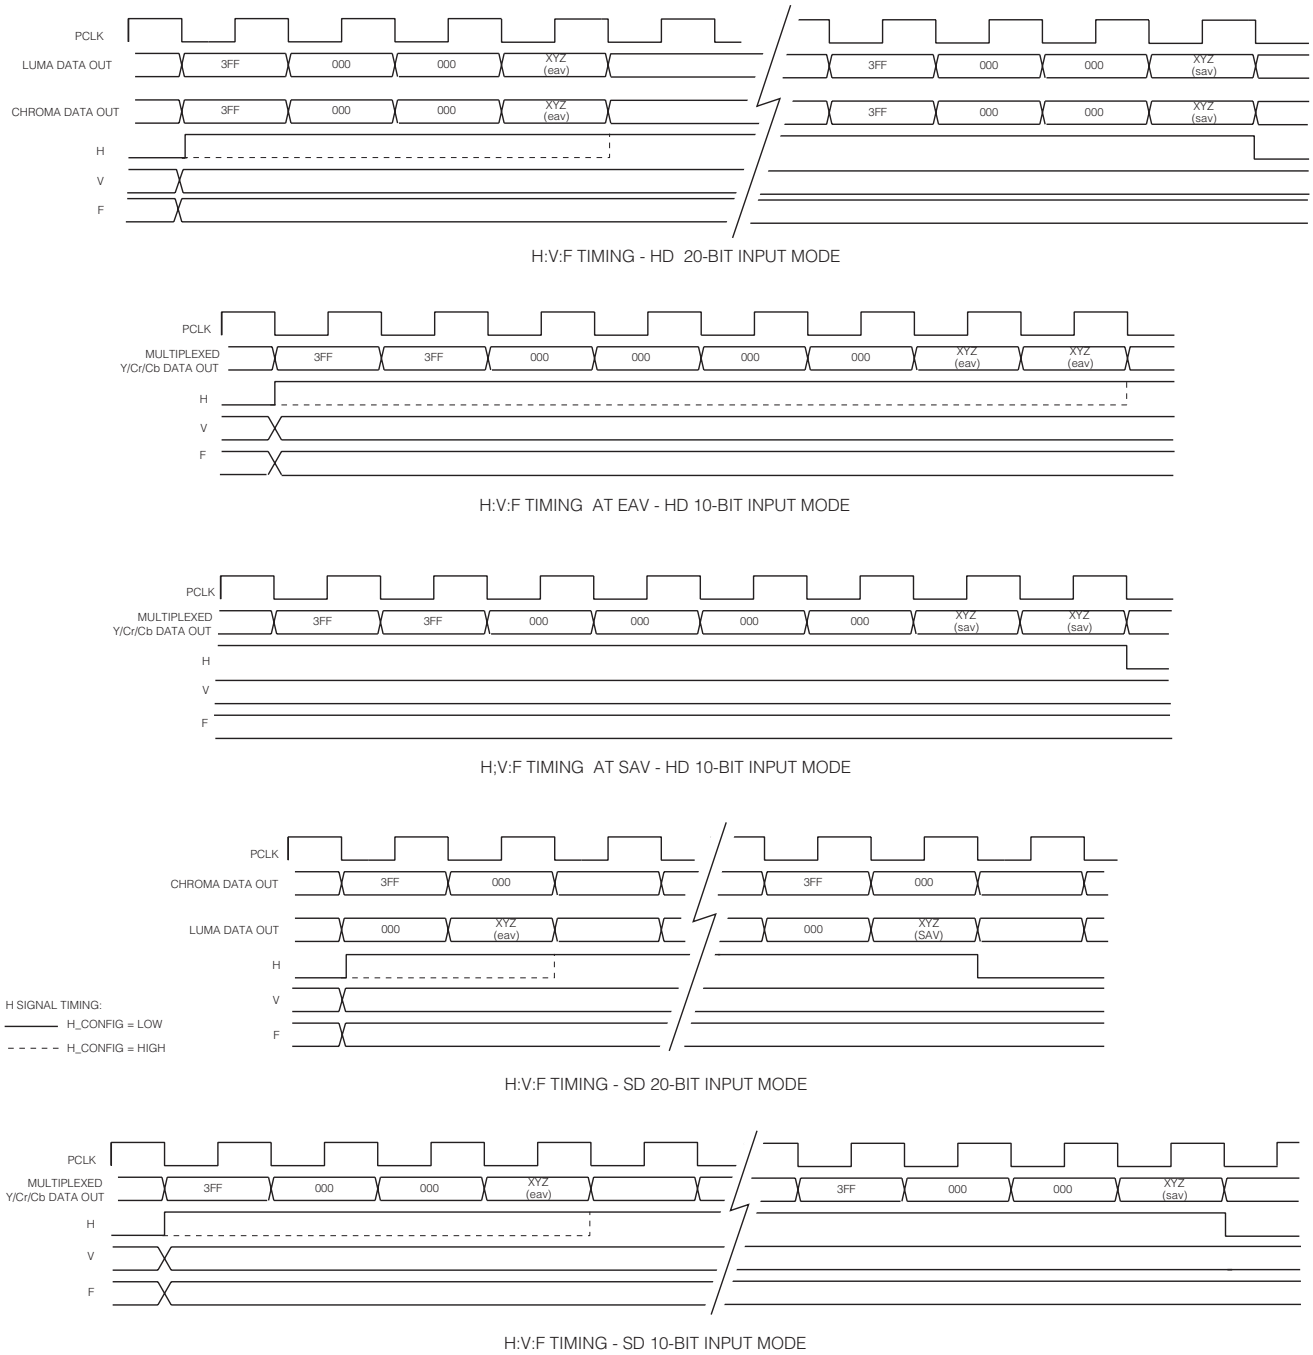 PCLK
LUMA DATA OUT 3FF 000 000 XYZ (eav) 3FF 000 000 XYZ (sav)
CHROMA DATA OUT 3FF 000 000 XYZ (eav) 3FF 000 000 XYZ (sav)
H
V
F
H:V:F TIMING - HD 20-BIT INPUT MODE
PCLK
MULTIPLEXED
Y/Cr/Cb DATA OUT 3FF 3FF 000 000 000 000 XYZ (eav) XYZ (eav)
H
V
F
H:V:F TIMING AT EAV - HD 10-BIT INPUT MODE
PCLK
MULTIPLEXED
Y/Cr/Cb DATA OUT 3FF 3FF 000 000 000 000 XYZ (sav) XYZ (sav)
H
V
F
H;V:F TIMING AT SAV - HD 10-BIT INPUT MODE
PCLK
CHROMA DATA OUT 3FF 000 3FF 000
LUMA DATA OUT 000 XYZ (eav) 000 XYZ (SAV)
H
V
F
H SIGNAL TIMING:
H_CONFIG = LOW
H_CONFIG = HIGH
H:V:F TIMING - SD 20-BIT INPUT MODE
PCLK
MULTIPLEXED
Y/Cr/Cb DATA OUT 3FF 000 000 XYZ (eav) 3FF 000 000 XYZ (sav)
H
V
F
H:V:F TIMING - SD 10-BIT INPUT MODE